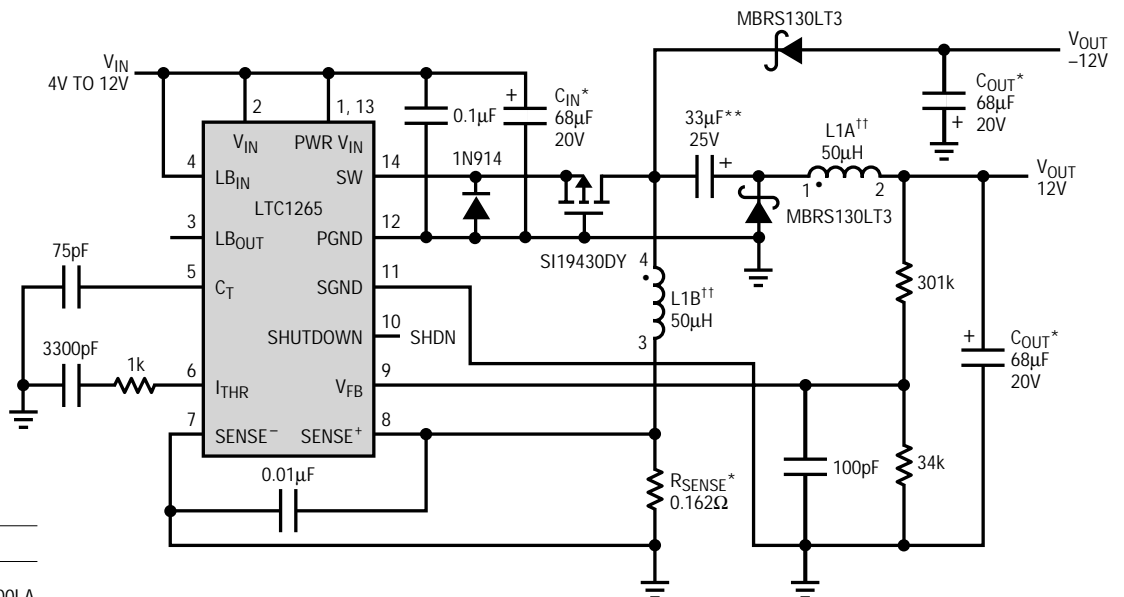 MBRS130LT3
V_OUT
–12V
V_IN
4V TO 12V
C_OUT*
68µF
20V
+
2
1, 13
0.1µF
+
C_IN*
68µF
20V
33µF**
25V
+
L1A††
50µH
V_IN
PWR V_IN
1N914
4
LB_IN
SW
14
1
2
V_OUT
12V
LTC1265
MBRS130LT3
3
LB_OUT
PGND
12
SI19430DY
4
75pF
5
C_T
SGND
11
L1B††
50µH
301k
SHUTDOWN
10
SHDN
3
+
C_OUT*
68µF
20V
3300pF
1k
6
I_THR
V_FB
9
7
SENSE–
SENSE+
8
0.01µF
R_SENSE*
0.162Ω
100pF
34k